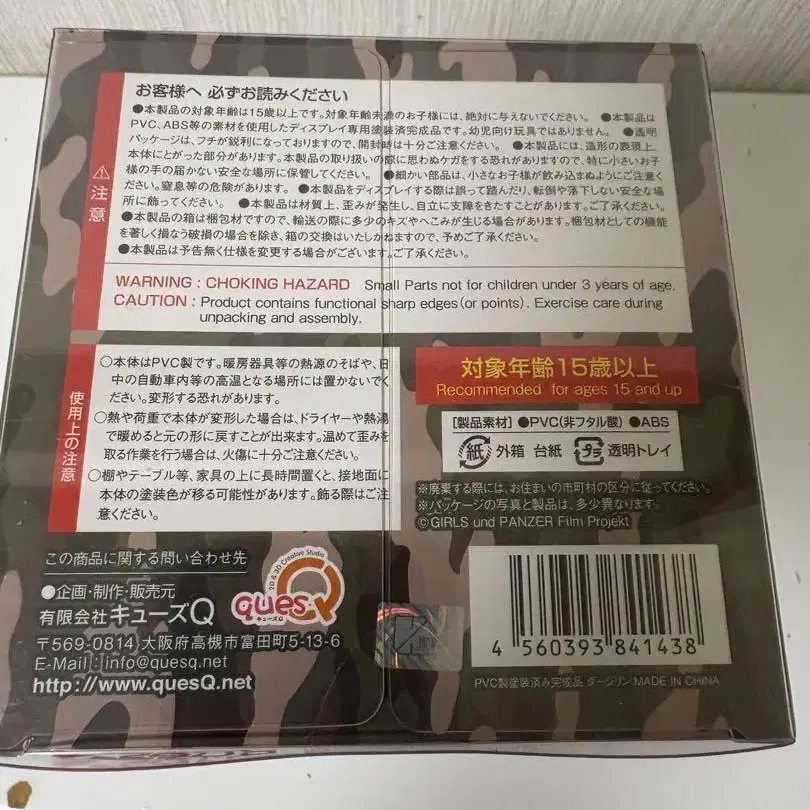 お客様へ 必ずお読みください
●本製品の対象年齢は15歳以上です。対象年齢未満のお子様には、絶対に与えないでください。 ●本製品は
PVC、ABS等の素材を使用したディスプレイ専用塗装済完成品です。幼児向け玩具ではありません。 ●透明
パッケージは、フチが鋭利になっておりますので、開封時は十分ご注意ください。 ●本製品には、造形の表現上、
本体にとがった部分があります。本製品の取り扱いの際に思わぬケガをする恐れがありますので、特に小さいお子
様の手の届かない安全な場所に保管してください。 ●細かい部品は、小さなお子様が飲み込まぬようにご注意く
ださい。窒息等の危険があります。 ●本製品をディスプレイする際は誤って踏んだり、転倒や落下しない安全な場
所に飾ってください。 ●本製品は材質上、歪みが発生し、自立に支障をきたすことがあります。ご了承ください。
●本製品の箱は梱包材ですので、輸送の際に多少のキズやへこみが生じる場合があります。梱包材としての機能
を著しく損なう破損の場合を除き、箱の交換はいたしかねますので、予めご了承ください。
●本製品は予告無く仕様を変更する場合がございます。ご了承ください。
注意
WARNING : CHOKING HAZARD Small Parts not for children under 3 years of age.
CAUTION : Product contains functional sharp edges(or points). Exercise care during
unpacking and assembly.
使用上の注意
○本体はPVC製です。暖房器具等の熱源のそばや、日
中の自動車内等の高温となる場所には置かないでく
ださい。変形する恐れがあります。
○熱や荷重で本体が変形した場合は、ドライヤーや熱湯
で暖めると元の形に戻すことが出来ます。温めて歪みを
取る作業を行う場合は、火傷に十分ご注意ください。
○棚やテーブル等、家具の上に長時間置くと、接地面に
本体の塗装色が移る可能性があります。飾る際はご注
意ください。
対象年齢15歳以上
Recommended for ages 15 and up
[製品素材] ●PVC(非フタル酸) ●ABS
紙 外箱 台紙 プラ 透明トレイ
※廃棄する際には、お住まいの市町村の区分に従ってください。
※パッケージの写真と製品は、多少異なります。
©GIRLS und PANZER Film Projekt
この商品に関する問い合わせ先
●企画・制作・販売元
有限会社キューズQ
2D & 3D Creative Studio
quesQ
キューズQ
〒569-0814 大阪府高槻市富田町5-13-6
E-Mail : info@quesq.net
http://www.quesQ.net
4 560393 841438
PVC製塗装済み完成品 ダージリン MADE IN CHINA